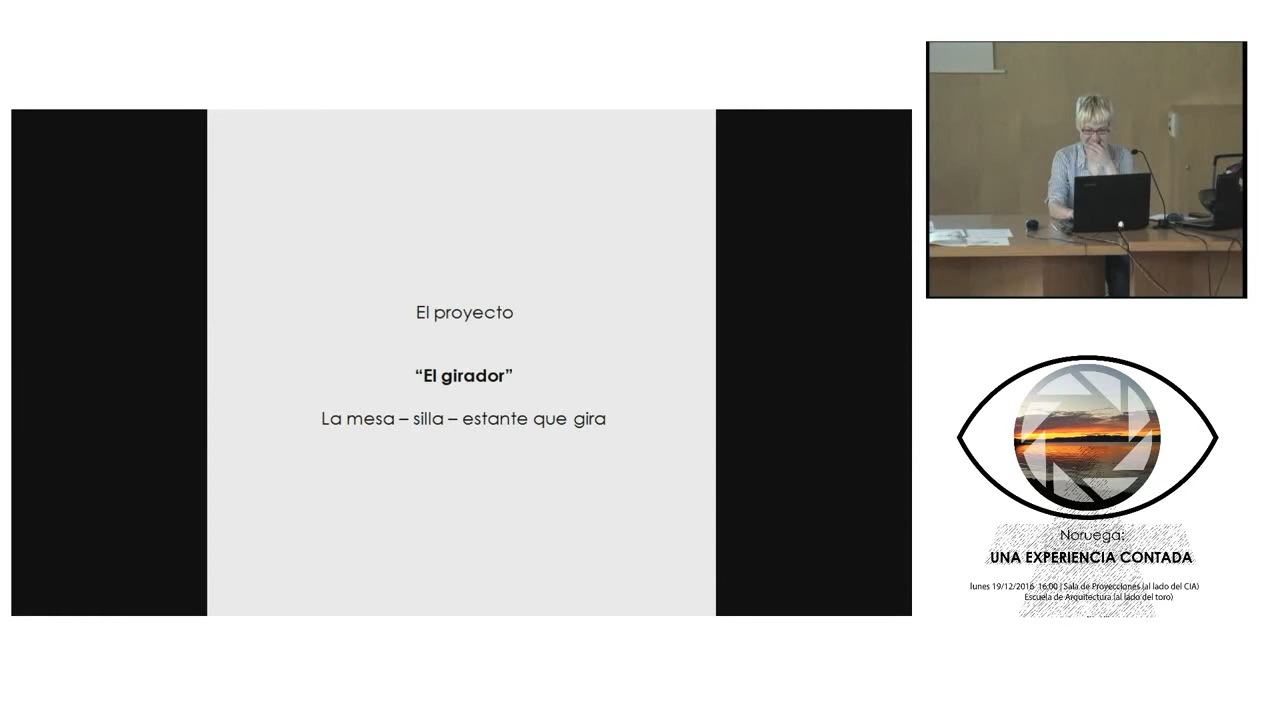 El proyecto
“El girador”
La mesa – silla – estante que gira
Noruega:
UNA EXPERIENCIA CONTADA
lunes 19/12/2016 16:00 | Sala de Proyecciones (al lado del CIA)
Escuela de Arquitectura (al lado del toro)